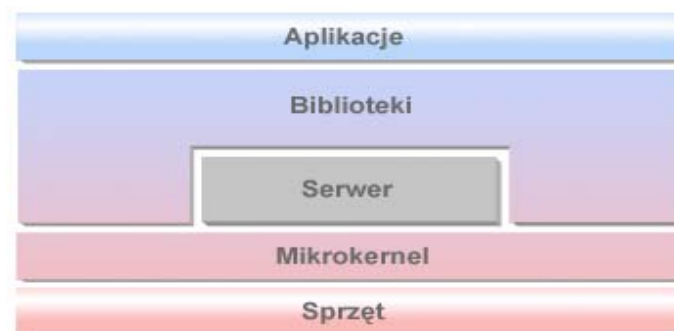 Aplikacje
Biblioteki
Serwer
Mikrokernel
Sprzęt